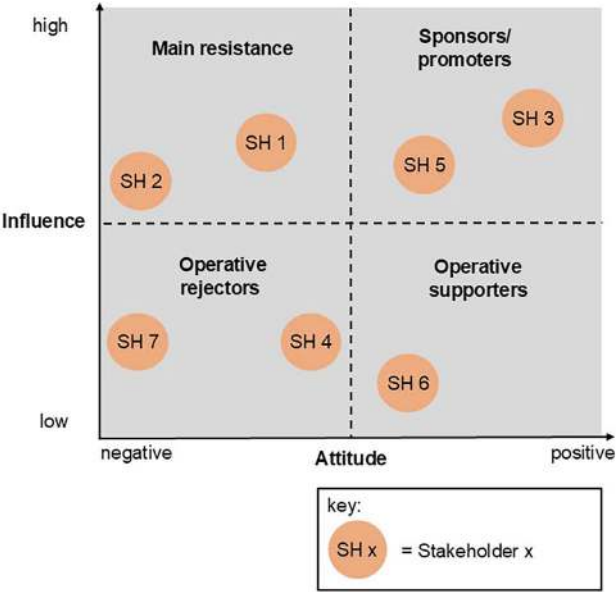 high
Main resistance
Sponsors/
promoters
SH 3
SH 1
SH 5
SH 2
Influence
Operative
rejectors
Operative
supporters
SH 7
SH 4
SH 6
low
negative
Attitude
positive
key:
SH x
= Stakeholder x